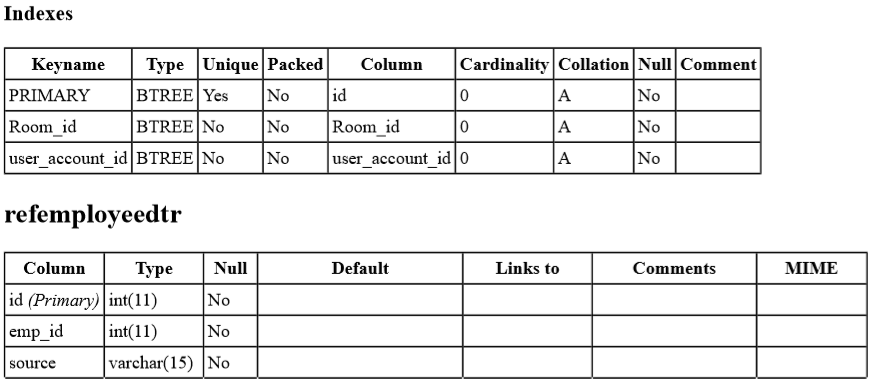 Indexes
Keyname Type Unique Packed Column Cardinality Collation Null Comment
PRIMARY BTREE Yes No id 0 A No
Room_id BTREE No No Room_id 0 A No
user_account_id BTREE No No user_account_id 0 A No
refemployeedtr
Column Type Null Default Links to Comments MIME
id (Primary) int(11) No
emp_id int(11) No
source varchar(15) No